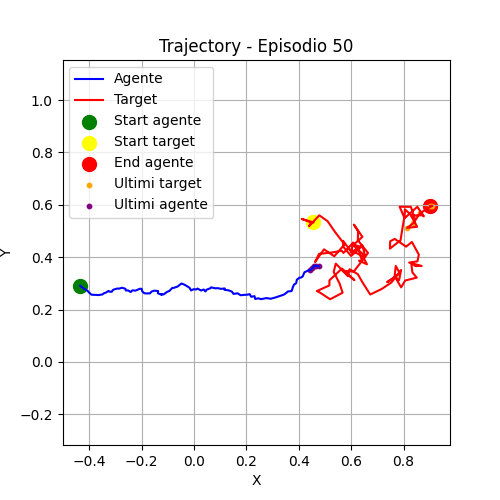 Trajectory - Episodio 50
Agente
Target
Start agente
Start target
End agente
Ultimi target
Ultimi agente
Y
1.0
0.8
0.6
0.4
0.2
0.0
−0.2
−0.4 −0.2 0.0 0.2 0.4 0.6 0.8
X